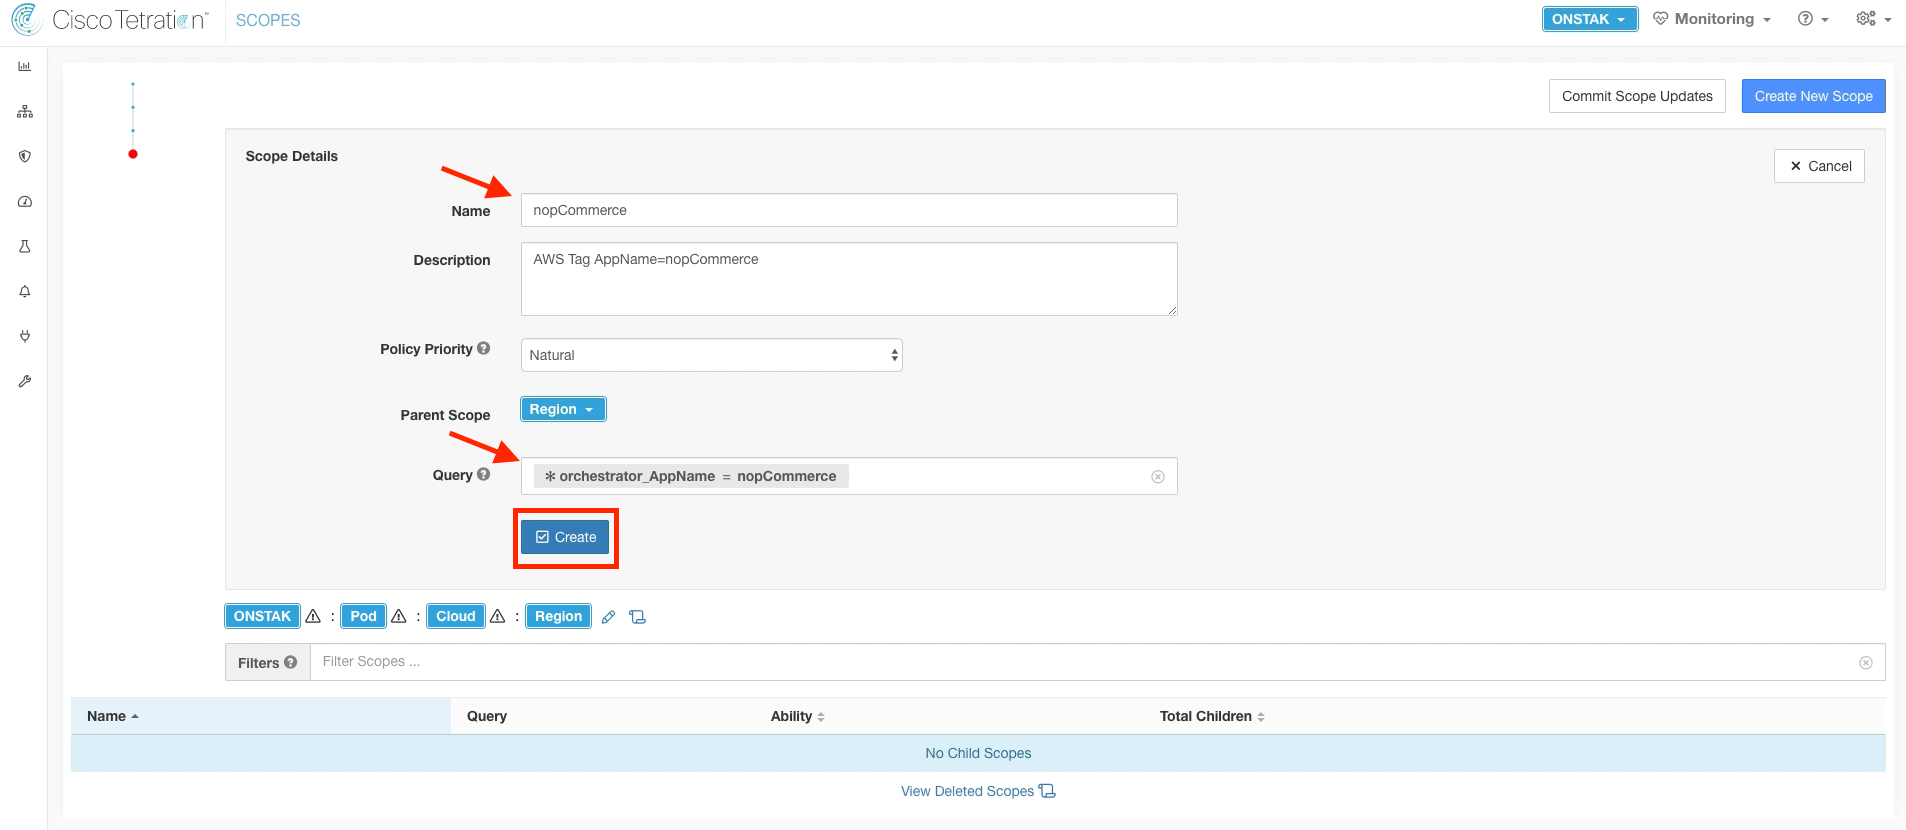 Cisco Tetration™ SCOPES ONSTAK Monitoring
Commit Scope Updates Create New Scope
Scope Details
Cancel
Name nopCommerce
Description AWS Tag AppName=nopCommerce
Policy Priority Natural
Parent Scope Region
Query * orchestrator_AppName = nopCommerce
Create
ONSTAK : Pod : Cloud : Region
Filters Filter Scopes ...
Name Query Ability Total Children
No Child Scopes
View Deleted Scopes